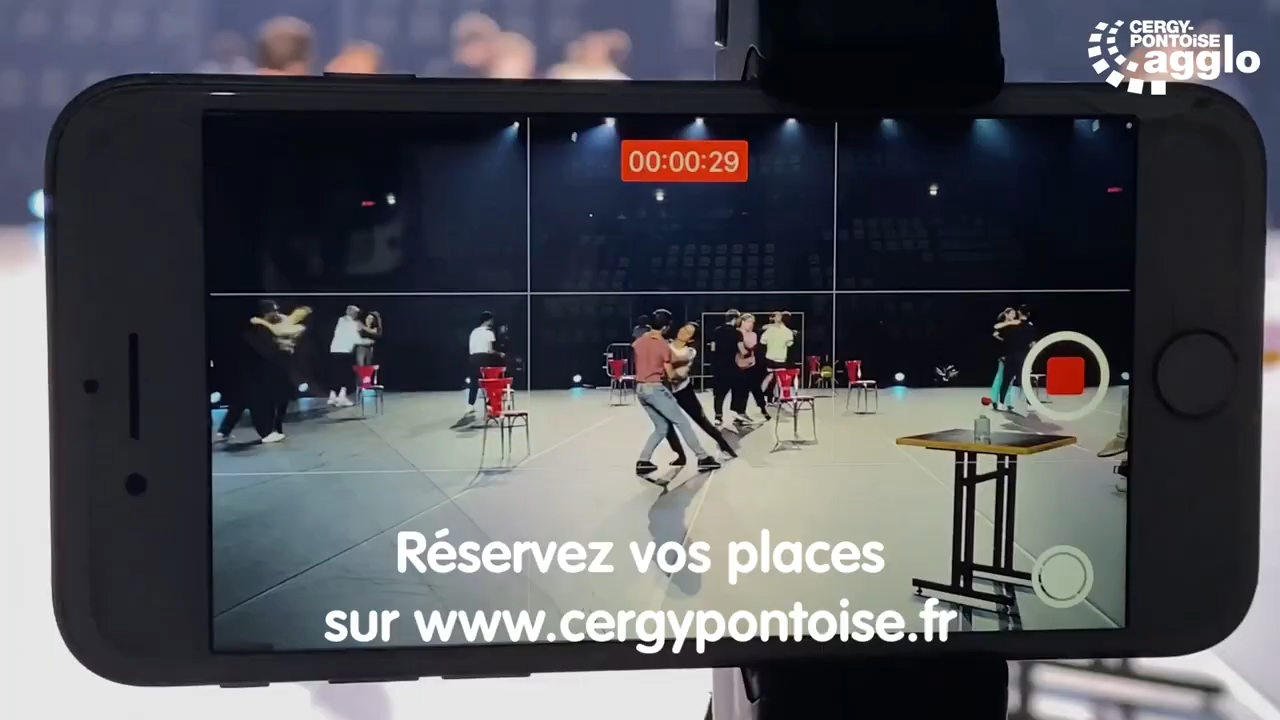 CERGY-
PONTOISE
agglo
00:00:29
Réservez vos places
sur www.cergypontoise.fr